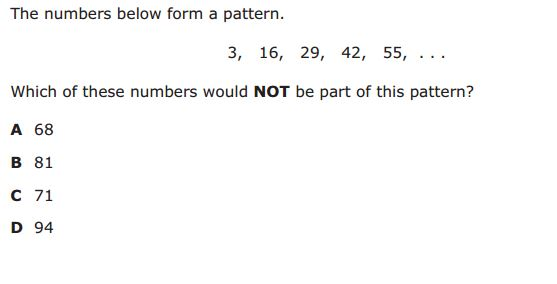 The numbers below form a pattern.
3, 16, 29, 42, 55, . . .
Which of these numbers would NOT be part of this pattern?
A 68
B 81
C 71
D 94